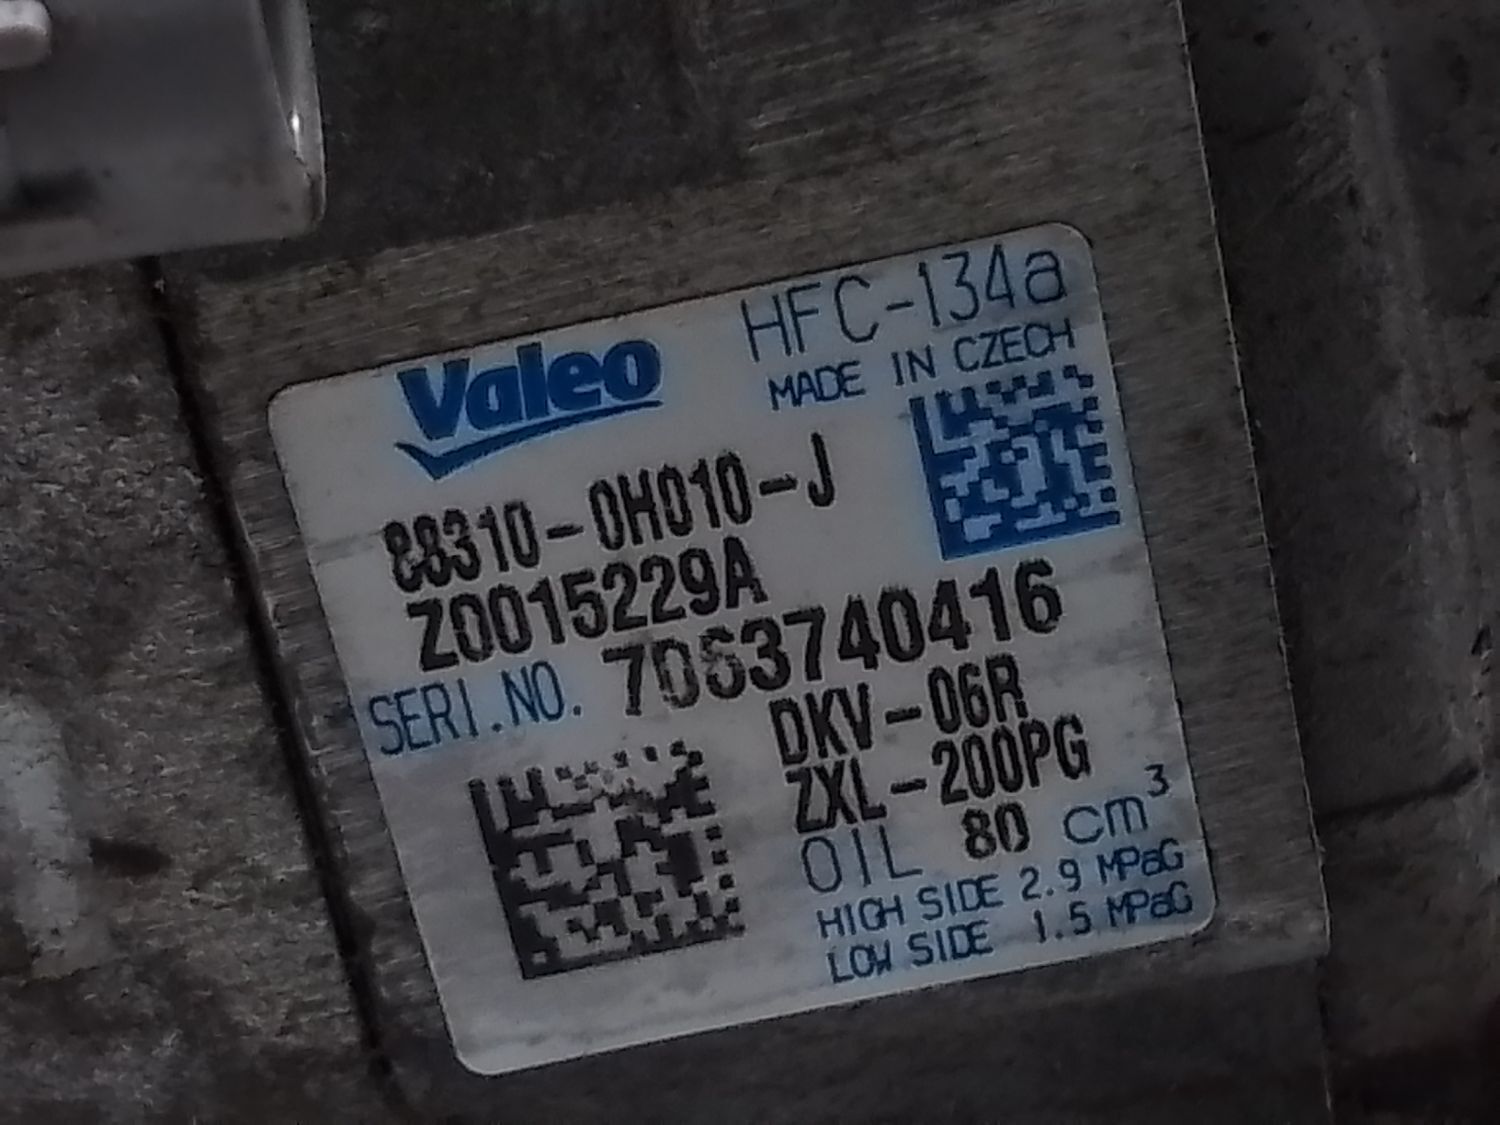 Valeo
HFC-134a
MADE IN CZECH
88310-0H010-J
Z0015229A
SERI.NO. 7063740416
DKV-06R
ZXL-200PG
OIL 80 cm³
HIGH SIDE 2.9 MPaG
LOW SIDE 1.5 MPaG